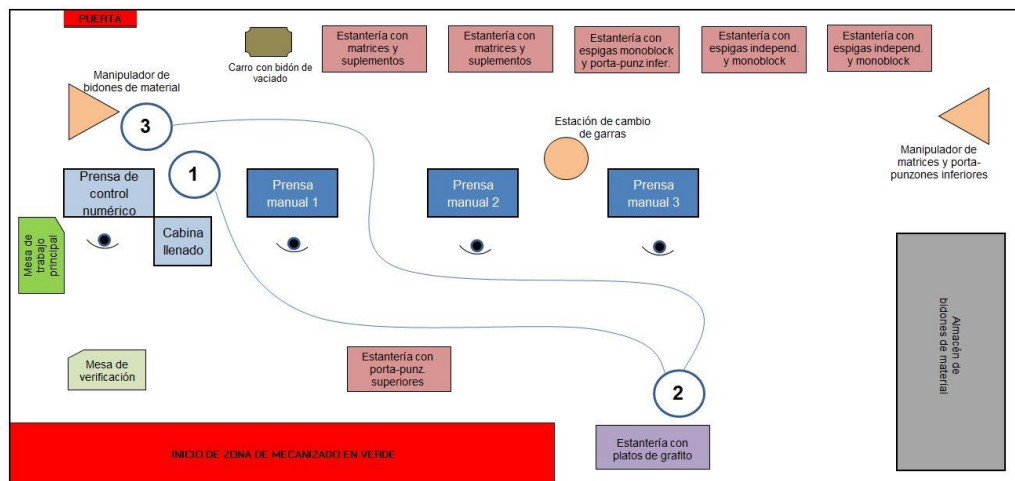 PUERTA
Carro con bidón de
vaciado
Estantería con
matrices y
suplementos
Estantería con
matrices y
suplementos
Estantería con
espigas monoblock
y porta-punz infer.
Estantería con
espigas independ.
y monoblock
Estantería con
espigas independ.
y monoblock
Manipulador de
bidones de material
3
1
Estación de cambio
de garras
Manipulador de
matrices y porta-
punzones inferiores
Prensa de
control
numérico
Prensa
manual 1
Prensa
manual 2
Prensa
manual 3
Cabina
llenado
Mesa de
trabajo
principal
Almacén de
bidones de material
Mesa de
verificación
Estantería con
porta-punz.
superiores
2
Estantería con
platos de grafito
INICIO DE ZONA DE MECANIZADO EN VERDE